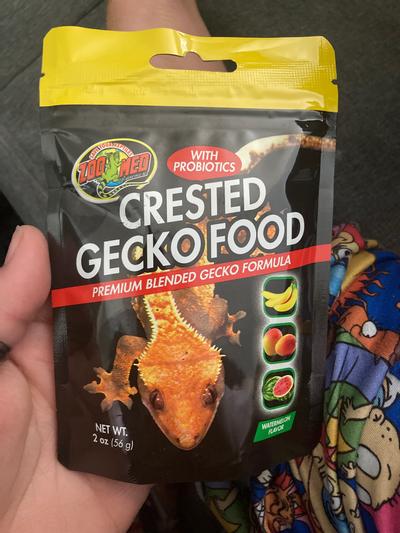 ZOO MED
WITH
PROBIOTICS
CRESTED
GECKO FOOD
PREMIUM BLENDED GECKO FORMULA
NET WT.
2 oz (56 g)
WATERMELON
FLAVOR